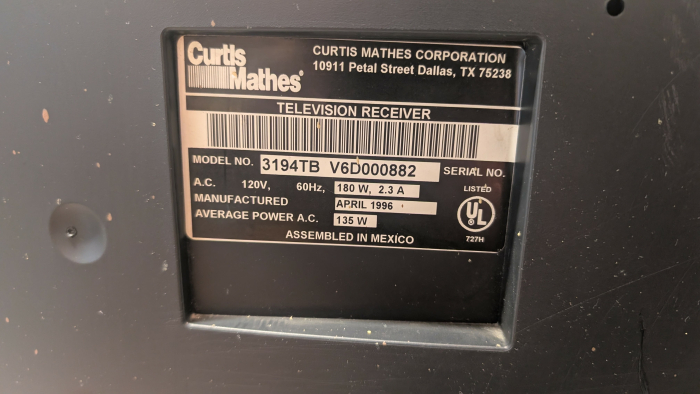 Curtis
Mathes®
CURTIS MATHES CORPORATION
10911 Petal Street Dallas, TX 75238
TELEVISION RECEIVER
MODEL NO. 3194TB V6D000882 SERIAL NO.
A.C. 120V, 60Hz, 180 W, 2.3 A
MANUFACTURED APRIL 1996
AVERAGE POWER A.C. 135 W
LISTED
UL®
727H
ASSEMBLED IN MEXICO